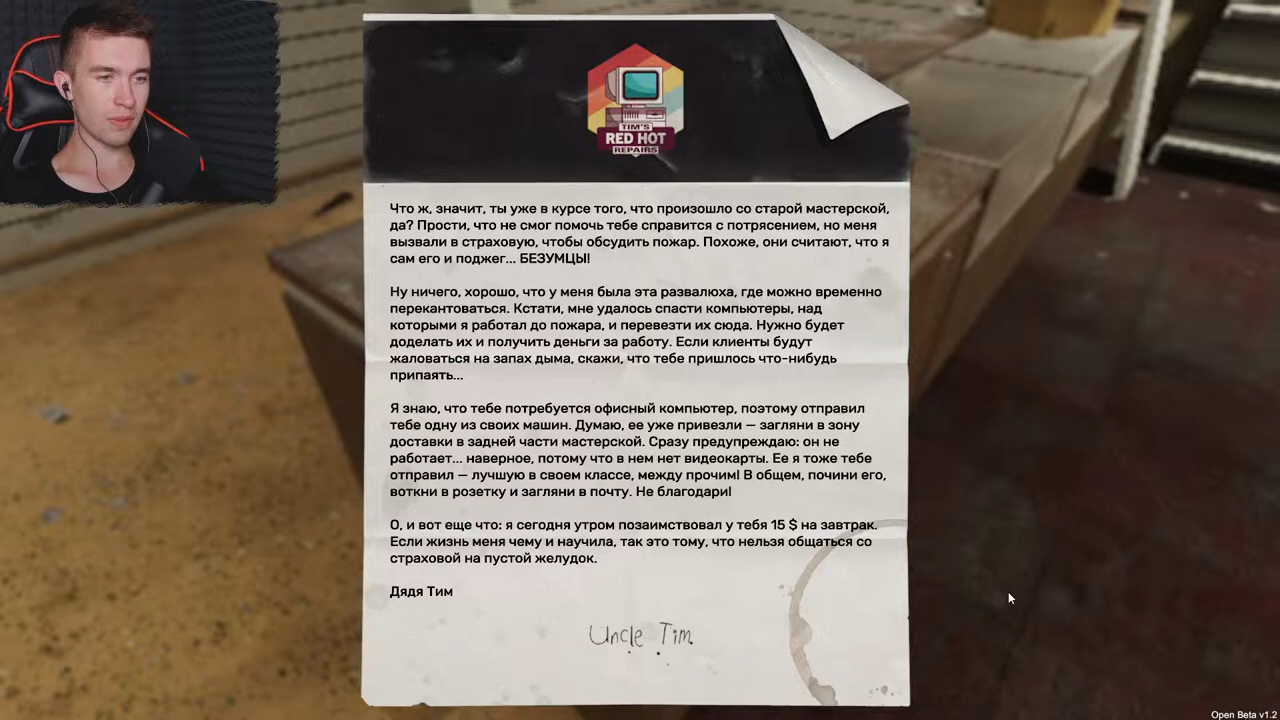 TIM'S
RED HOT
REPAIRS
Что ж, значит, ты уже в курсе того, что произошло со старой мастерской,
да? Прости, что не смог помочь тебе справится с потрясением, но меня
вызвали в страховую, чтобы обсудить пожар. Похоже, они считают, что я
сам его и поджег... БЕЗУМЦЫ!
Ну ничего, хорошо, что у меня была эта развалюха, где можно временно
перекантоваться. Кстати, мне удалось спасти компьютеры, над
которыми я работал до пожара, и перевезти их сюда. Нужно будет
доделать их и получить деньги за работу. Если клиенты будут
жаловаться на запах дыма, скажи, что тебе пришлось что-нибудь
припаять...
Я знаю, что тебе потребуется офисный компьютер, поэтому отправил
тебе одну из своих машин. Думаю, ее уже привезли — загляни в зону
доставки в задней части мастерской. Сразу предупреждаю: он не
работает... наверное, потому что в нем нет видеокарты. Ее я тоже тебе
отправил — лучшую в своем классе, между прочим! В общем, почини его,
воткни в розетку и загляни в почту. Не благодари!
О, и вот еще что: я сегодня утром позаимствовал у тебя 15 $ на завтрак.
Если жизнь меня чему и научила, так это тому, что нельзя общаться со
страховой на пустой желудок.
Дядя Тим
Uncle Tim
Open Beta v1.2